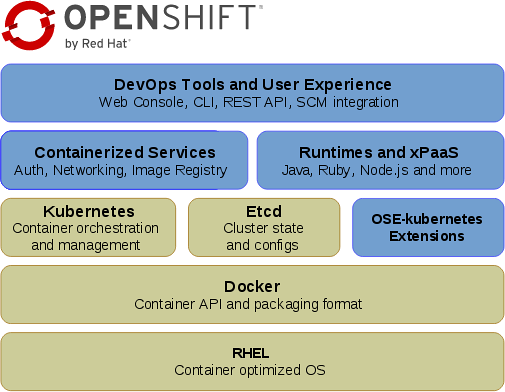 OPENSHIFT®
by Red Hat®
DevOps Tools and User Experience
Web Console, CLI, REST API, SCM integration
Containerized Services
Auth, Networking, Image Registry
Runtimes and xPaaS
Java, Ruby, Node.js and more
Kubernetes
Container orchestration
and management
Etcd
Cluster state
and configs
OSE-kubernetes
Extensions
Docker
Container API and packaging format
RHEL
Container optimized OS